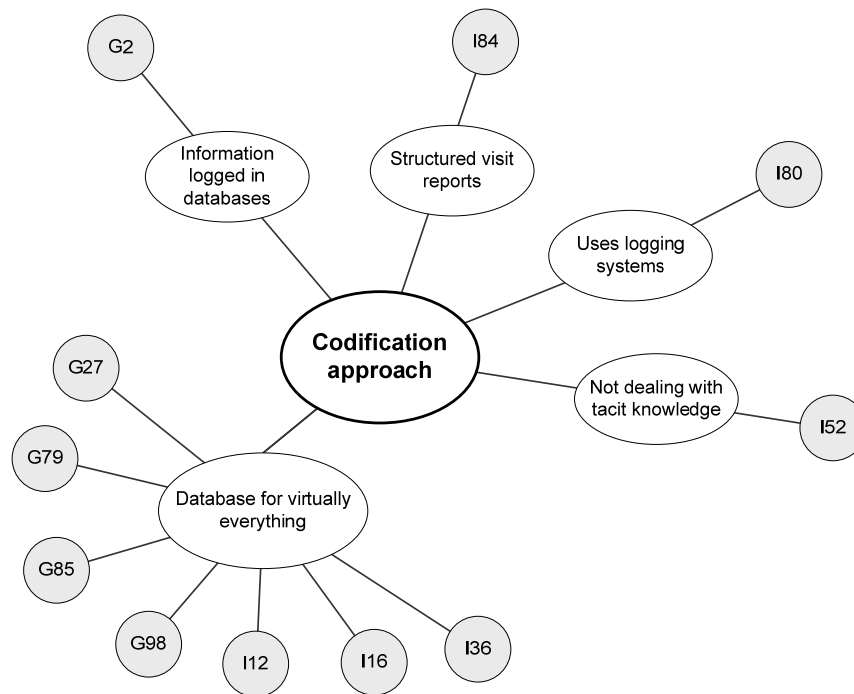 G2
I84
Information
logged in
databases
Structured visit
reports
I80
Uses logging
systems
Codification
approach
G27
Not dealing with
tacit knowledge
I52
G79
Database for virtually
everything
G85
G98
I12
I16
I36